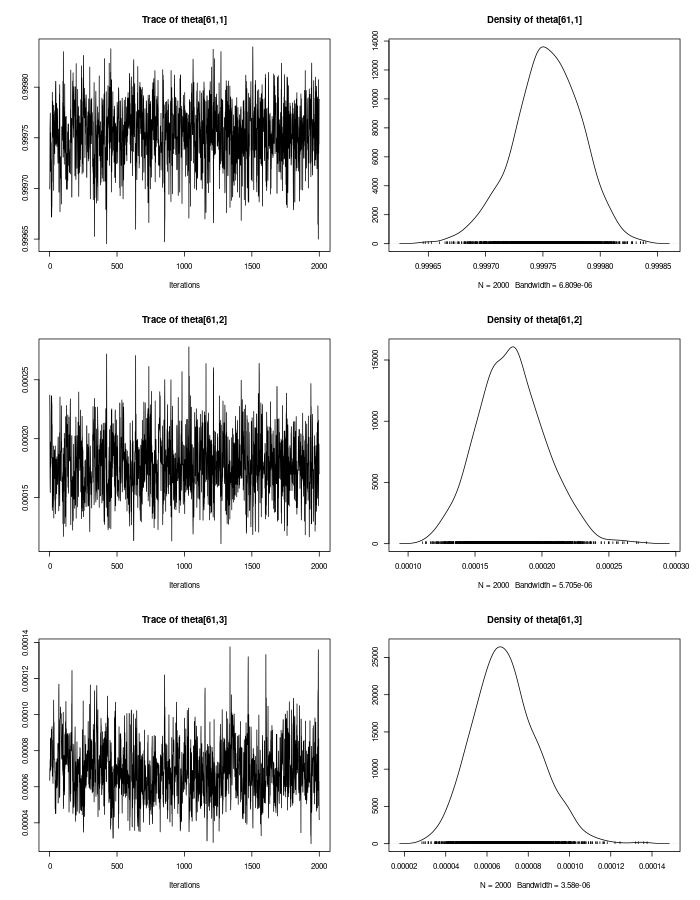 Trace of theta[61,1]
0.99965 0.99970 0.99975 0.99980
0 500 1000 1500 2000
Iterations
Density of theta[61,1]
0 2000 4000 6000 8000 10000 12000 14000
0.99965 0.99970 0.99975 0.99980 0.99985
N = 2000 Bandwidth = 6.809e-06
Trace of theta[61,2]
0.00015 0.00020 0.00025
0 500 1000 1500 2000
Iterations
Density of theta[61,2]
0 5000 10000 15000
0.00010 0.00015 0.00020 0.00025 0.00030
N = 2000 Bandwidth = 5.705e-06
Trace of theta[61,3]
0.00004 0.00006 0.00008 0.00010 0.00012 0.00014
0 500 1000 1500 2000
Iterations
Density of theta[61,3]
0 5000 10000 15000 20000 25000
0.00002 0.00004 0.00006 0.00008 0.00010 0.00012 0.00014
N = 2000 Bandwidth = 3.58e-06